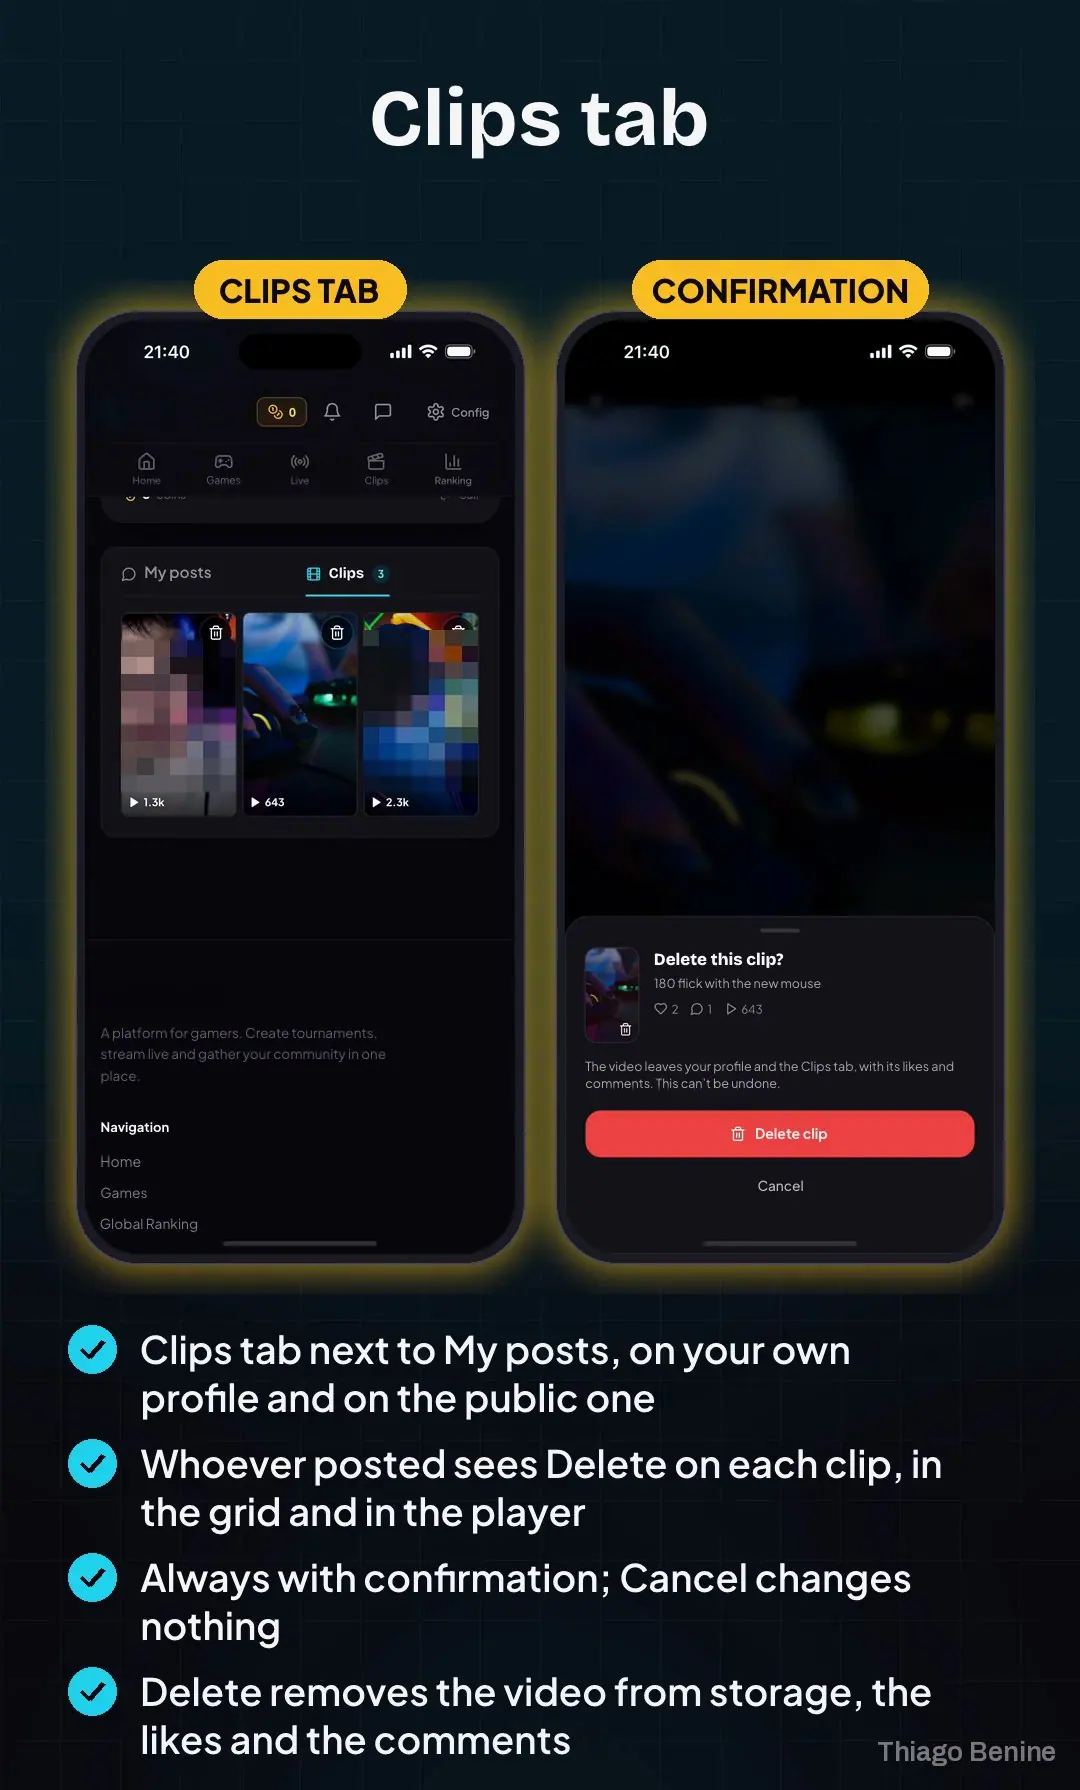 Clips tab
CLIPS TAB
21:40
0
Config
Home
Games
Live
Clips
Ranking
My posts
Clips 3
1.3k
643
2.3k
A platform for gamers. Create tournaments,
stream live and gather your community in one
place.
Navigation
Home
Games
Global Ranking
CONFIRMATION
21:40
Delete this clip?
180 flick with the new mouse
2 1 643
The video leaves your profile and the Clips tab, with its likes and
comments. This can't be undone.
Delete clip
Cancel
Clips tab next to My posts, on your own
profile and on the public one
Whoever posted sees Delete on each clip, in
the grid and in the player
Always with confirmation; Cancel changes
nothing
Delete removes the video from storage, the
likes and the comments
Thiago Benine